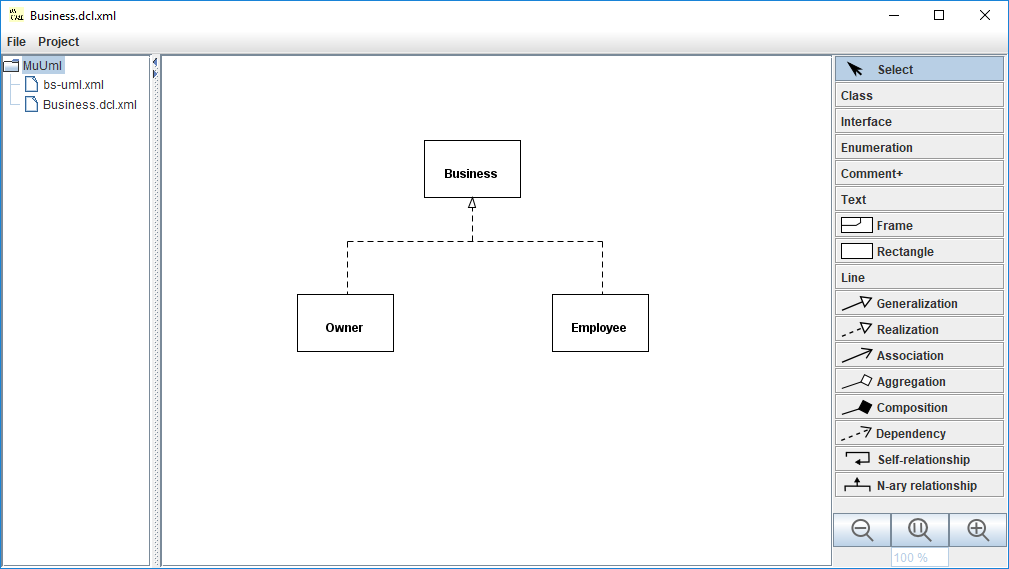 Business.dcl.xml
File Project
MuUml
bs-uml.xml
Business.dcl.xml
Business
Owner
Employee
Select
Class
Interface
Enumeration
Comment+
Text
Frame
Rectangle
Line
Generalization
Realization
Association
Aggregation
Composition
Dependency
Self-relationship
N-ary relationship
100 %